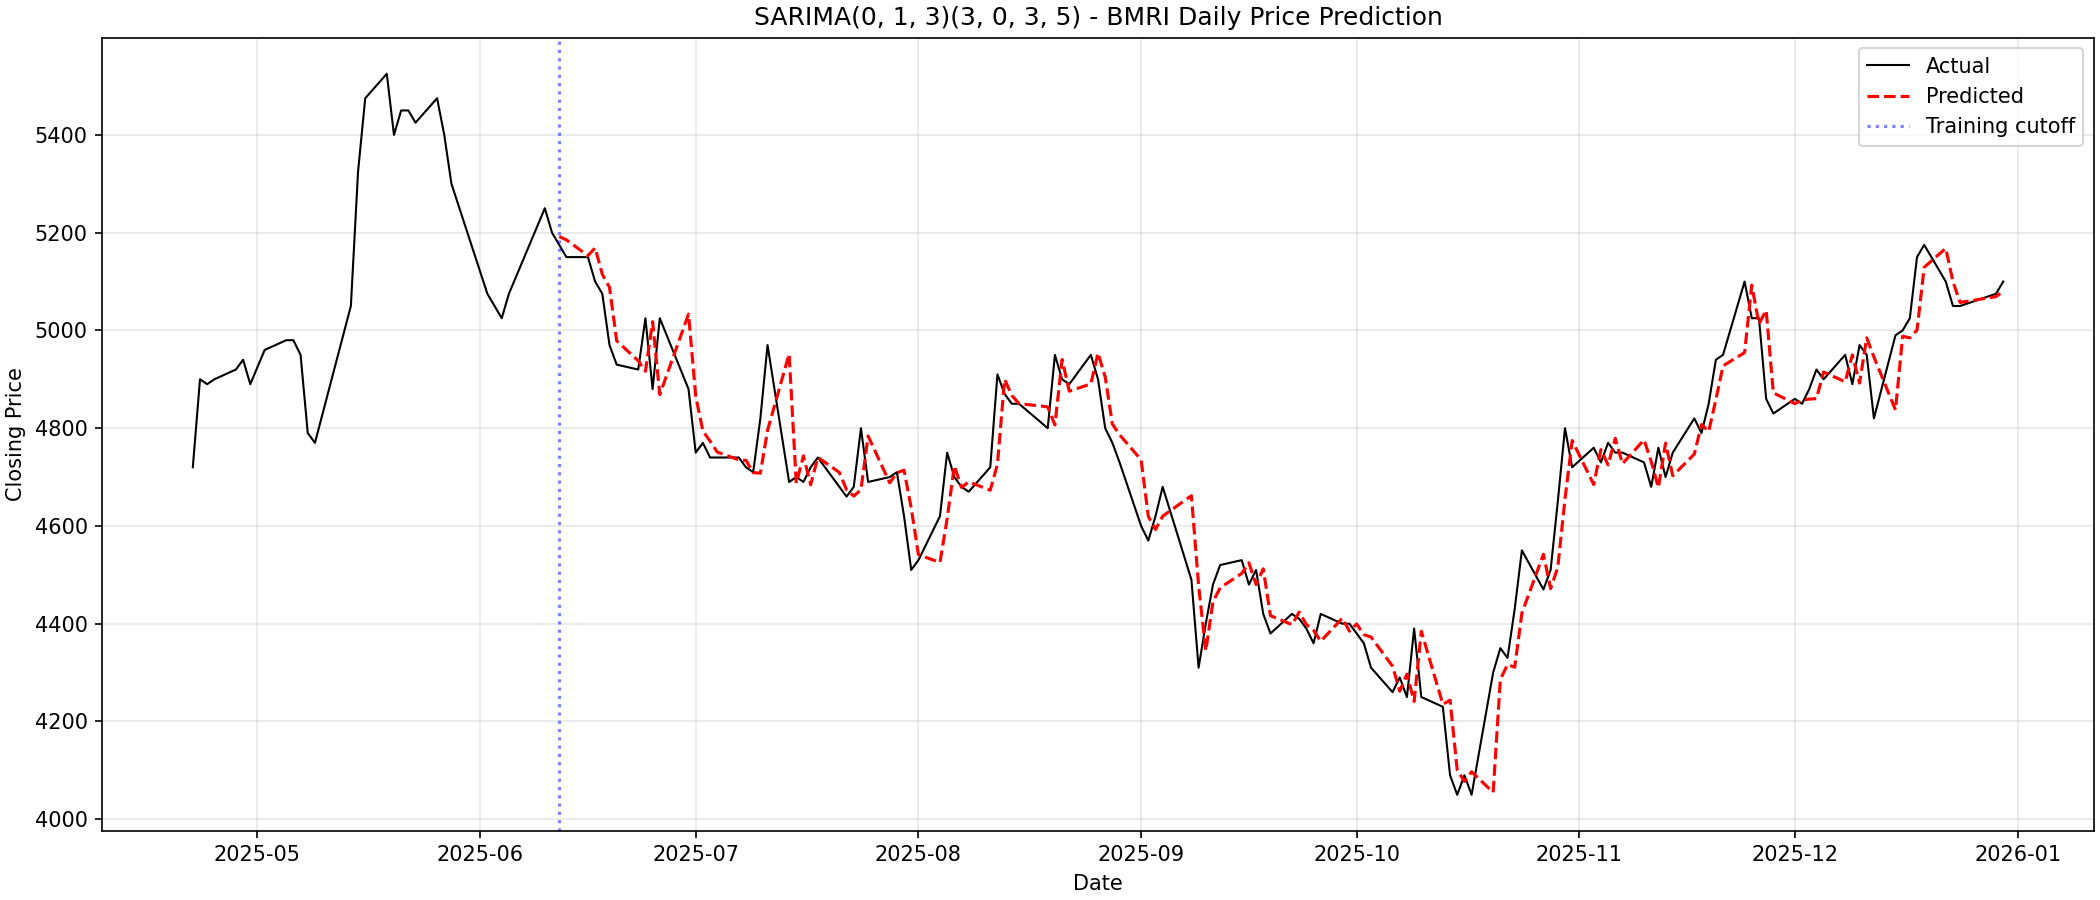 SARIMA(0, 1, 3)(3, 0, 3, 5) - BMRI Daily Price Prediction
Actual
Predicted
Training cutoff
Closing Price
5400
5200
5000
4800
4600
4400
4200
4000
2025-05
2025-06
2025-07
2025-08
2025-09
2025-10
2025-11
2025-12
2026-01
Date